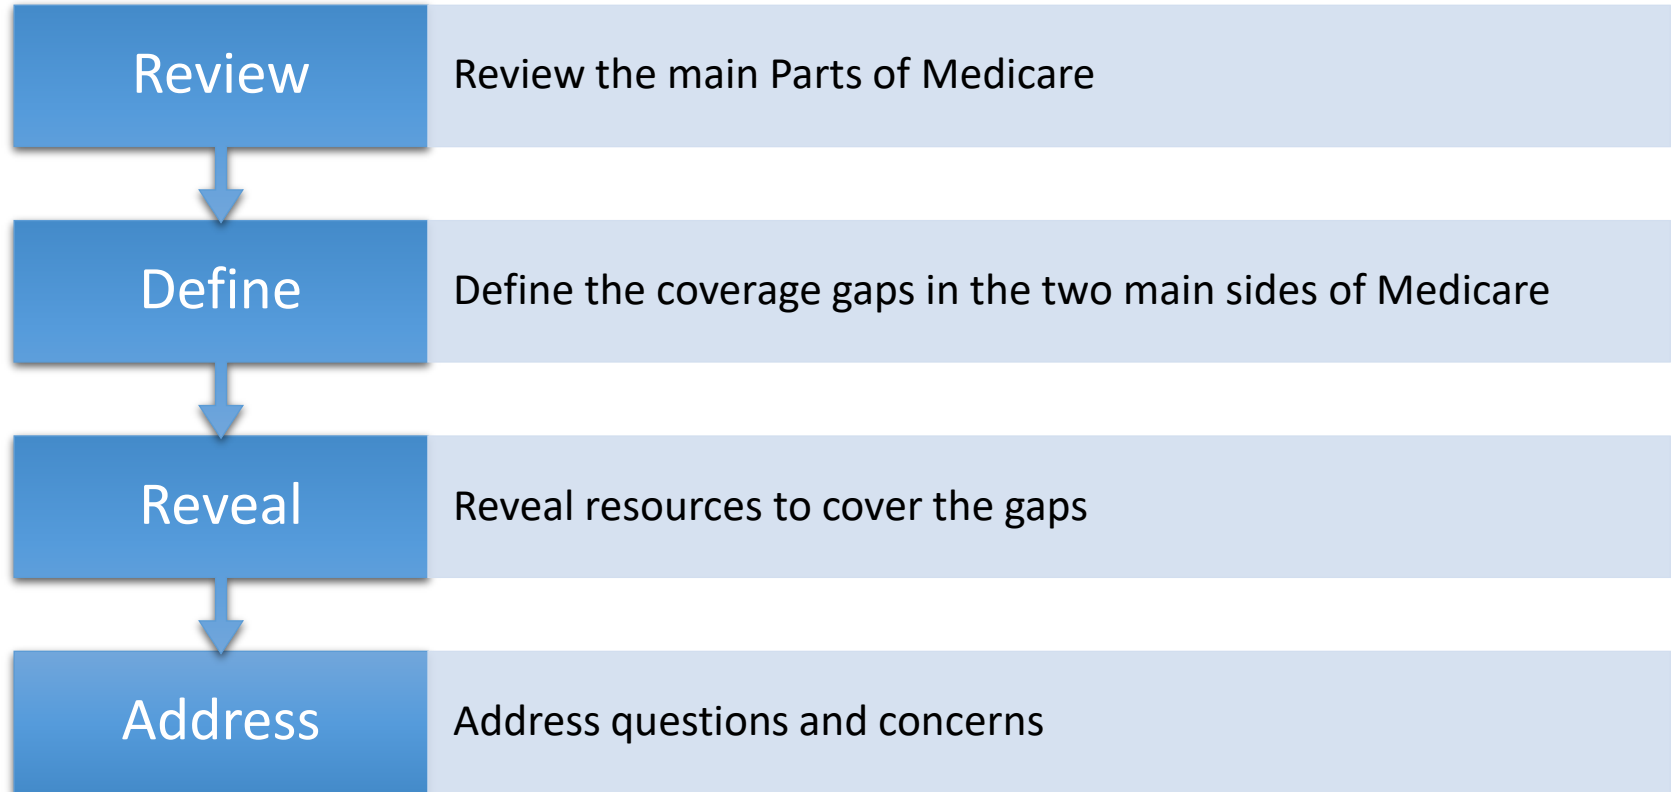 Review
Review the main Parts of Medicare
Define
Define the coverage gaps in the two main sides of Medicare
Reveal
Reveal resources to cover the gaps
Address
Address questions and concerns